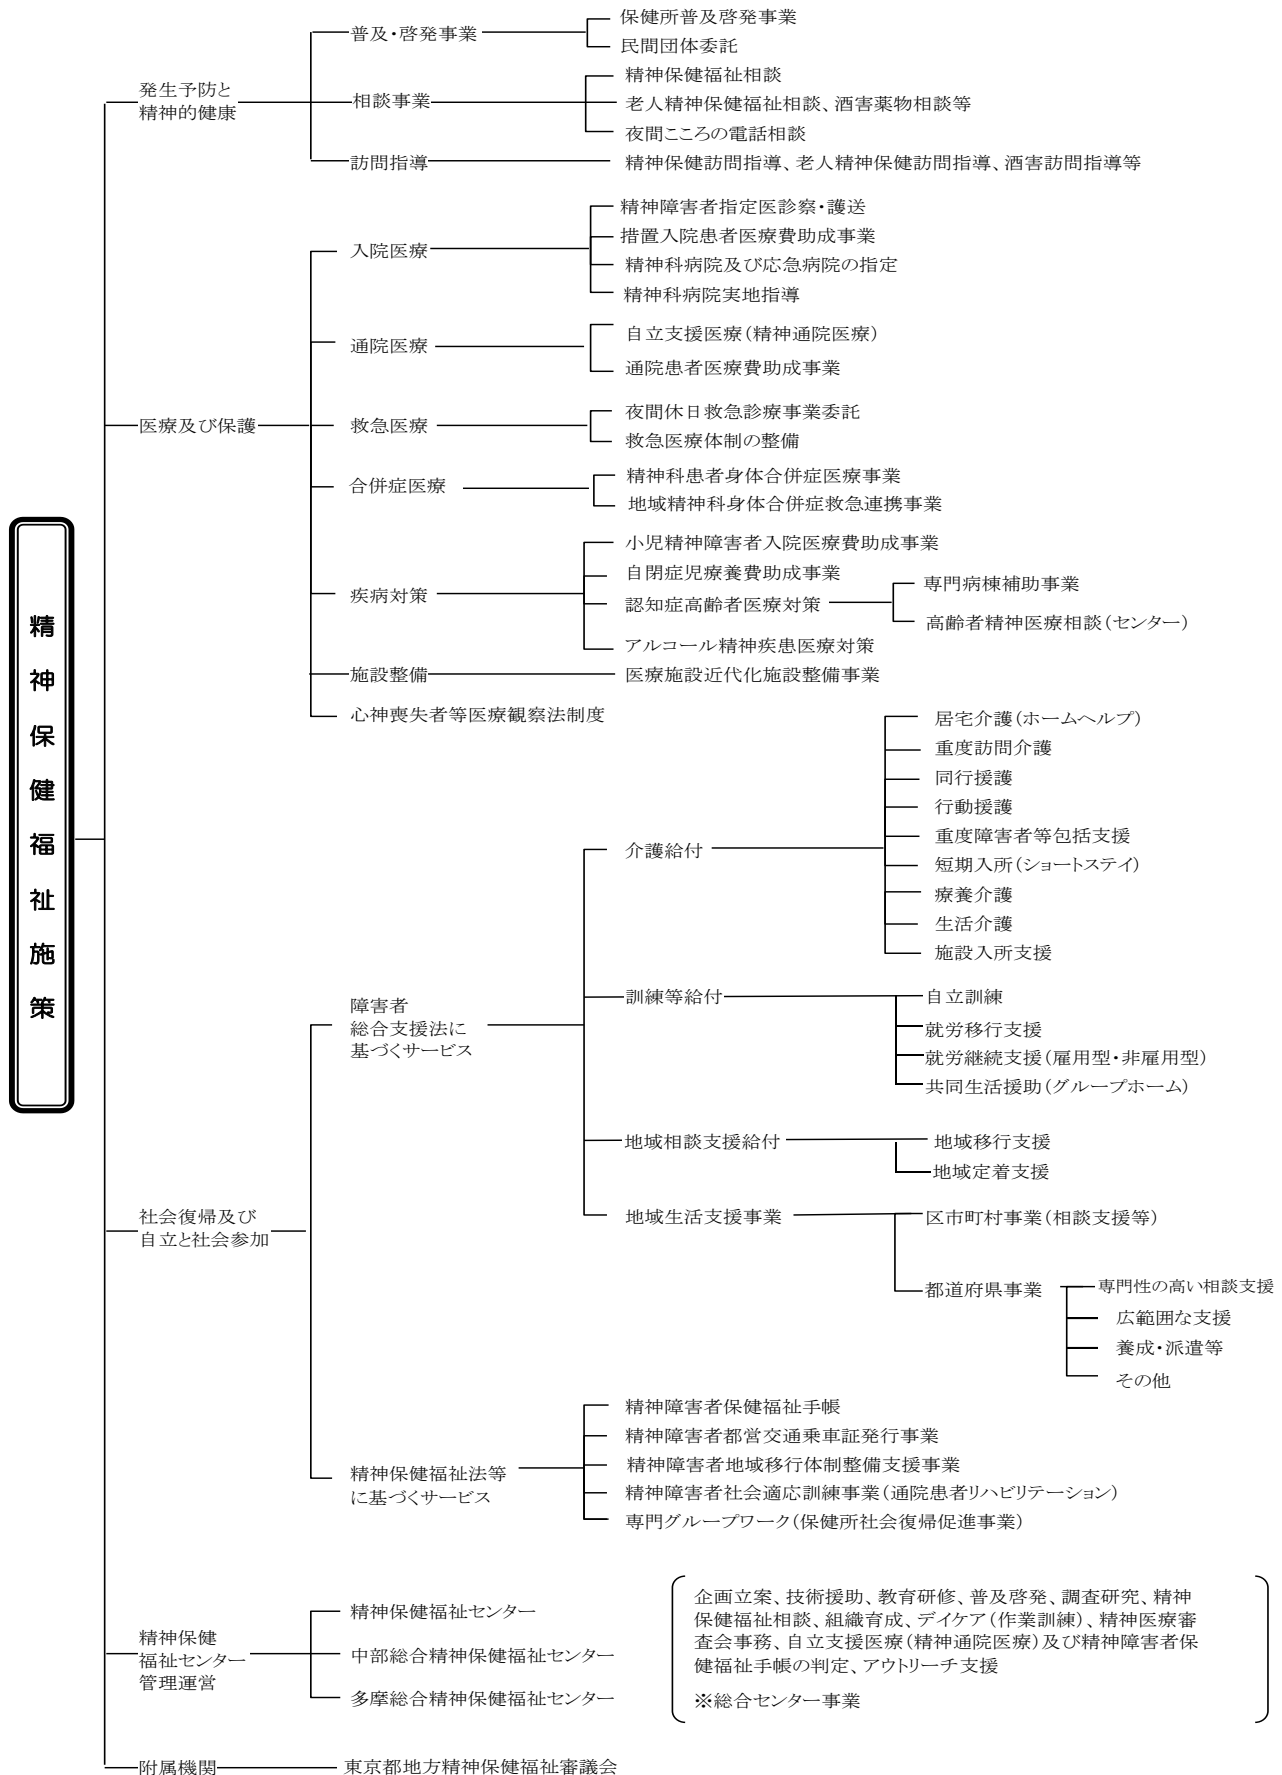 精神保健福祉施策
発生予防と
精神的健康
普及・啓発事業
保健所普及啓発事業
民間団体委託
相談事業
精神保健福祉相談
老人精神保健福祉相談、酒害薬物相談等
夜間こころの電話相談
訪問指導
精神保健訪問指導、老人精神保健訪問指導、酒害訪問指導等
医療及び保護
入院医療
精神障害者指定医診察・護送
措置入院患者医療費助成事業
精神科病院及び応急病院の指定
精神科病院実地指導
通院医療
自立支援医療(精神通院医療)
通院患者医療費助成事業
救急医療
夜間休日救急診療事業委託
救急医療体制の整備
合併症医療
精神科患者身体合併症医療事業
地域精神科身体合併症救急連携事業
疾病対策
小児精神障害者入院医療費助成事業
自閉症児療養費助成事業
認知症高齢者医療対策
専門病棟補助事業
高齢者精神医療相談(センター)
アルコール精神疾患医療対策
施設整備
医療施設近代化施設整備事業
心神喪失者等医療観察法制度
社会復帰及び
自立と社会参加
障害者
総合支援法に
基づくサービス
介護給付
居宅介護(ホームヘルプ)
重度訪問介護
同行援護
行動援護
重度障害者等包括支援
短期入所(ショートステイ)
療養介護
生活介護
施設入所支援
訓練等給付
自立訓練
就労移行支援
就労継続支援(雇用型・非雇用型)
共同生活援助(グループホーム)
地域相談支援給付
地域移行支援
地域定着支援
地域生活支援事業
区市町村事業(相談支援等)
都道府県事業
専門性の高い相談支援
広範囲な支援
養成・派遣等
その他
精神保健福祉法等
に基づくサービス
精神障害者保健福祉手帳
精神障害者都営交通乗車証発行事業
精神障害者地域移行体制整備支援事業
精神障害者社会適応訓練事業(通院患者リハビリテーション)
専門グループワーク(保健所社会復帰促進事業)
精神保健
福祉センター
管理運営
精神保健福祉センター
中部総合精神保健福祉センター
多摩総合精神保健福祉センター
企画立案、技術援助、教育研修、普及啓発、調査研究、精神
保健福祉相談、組織育成、デイケア(作業訓練)、精神医療審
査会事務、自立支援医療(精神通院医療)及び精神障害者保
健福祉手帳の判定、アウトリーチ支援
※総合センター事業
附属機関
東京都地方精神保健福祉審議会